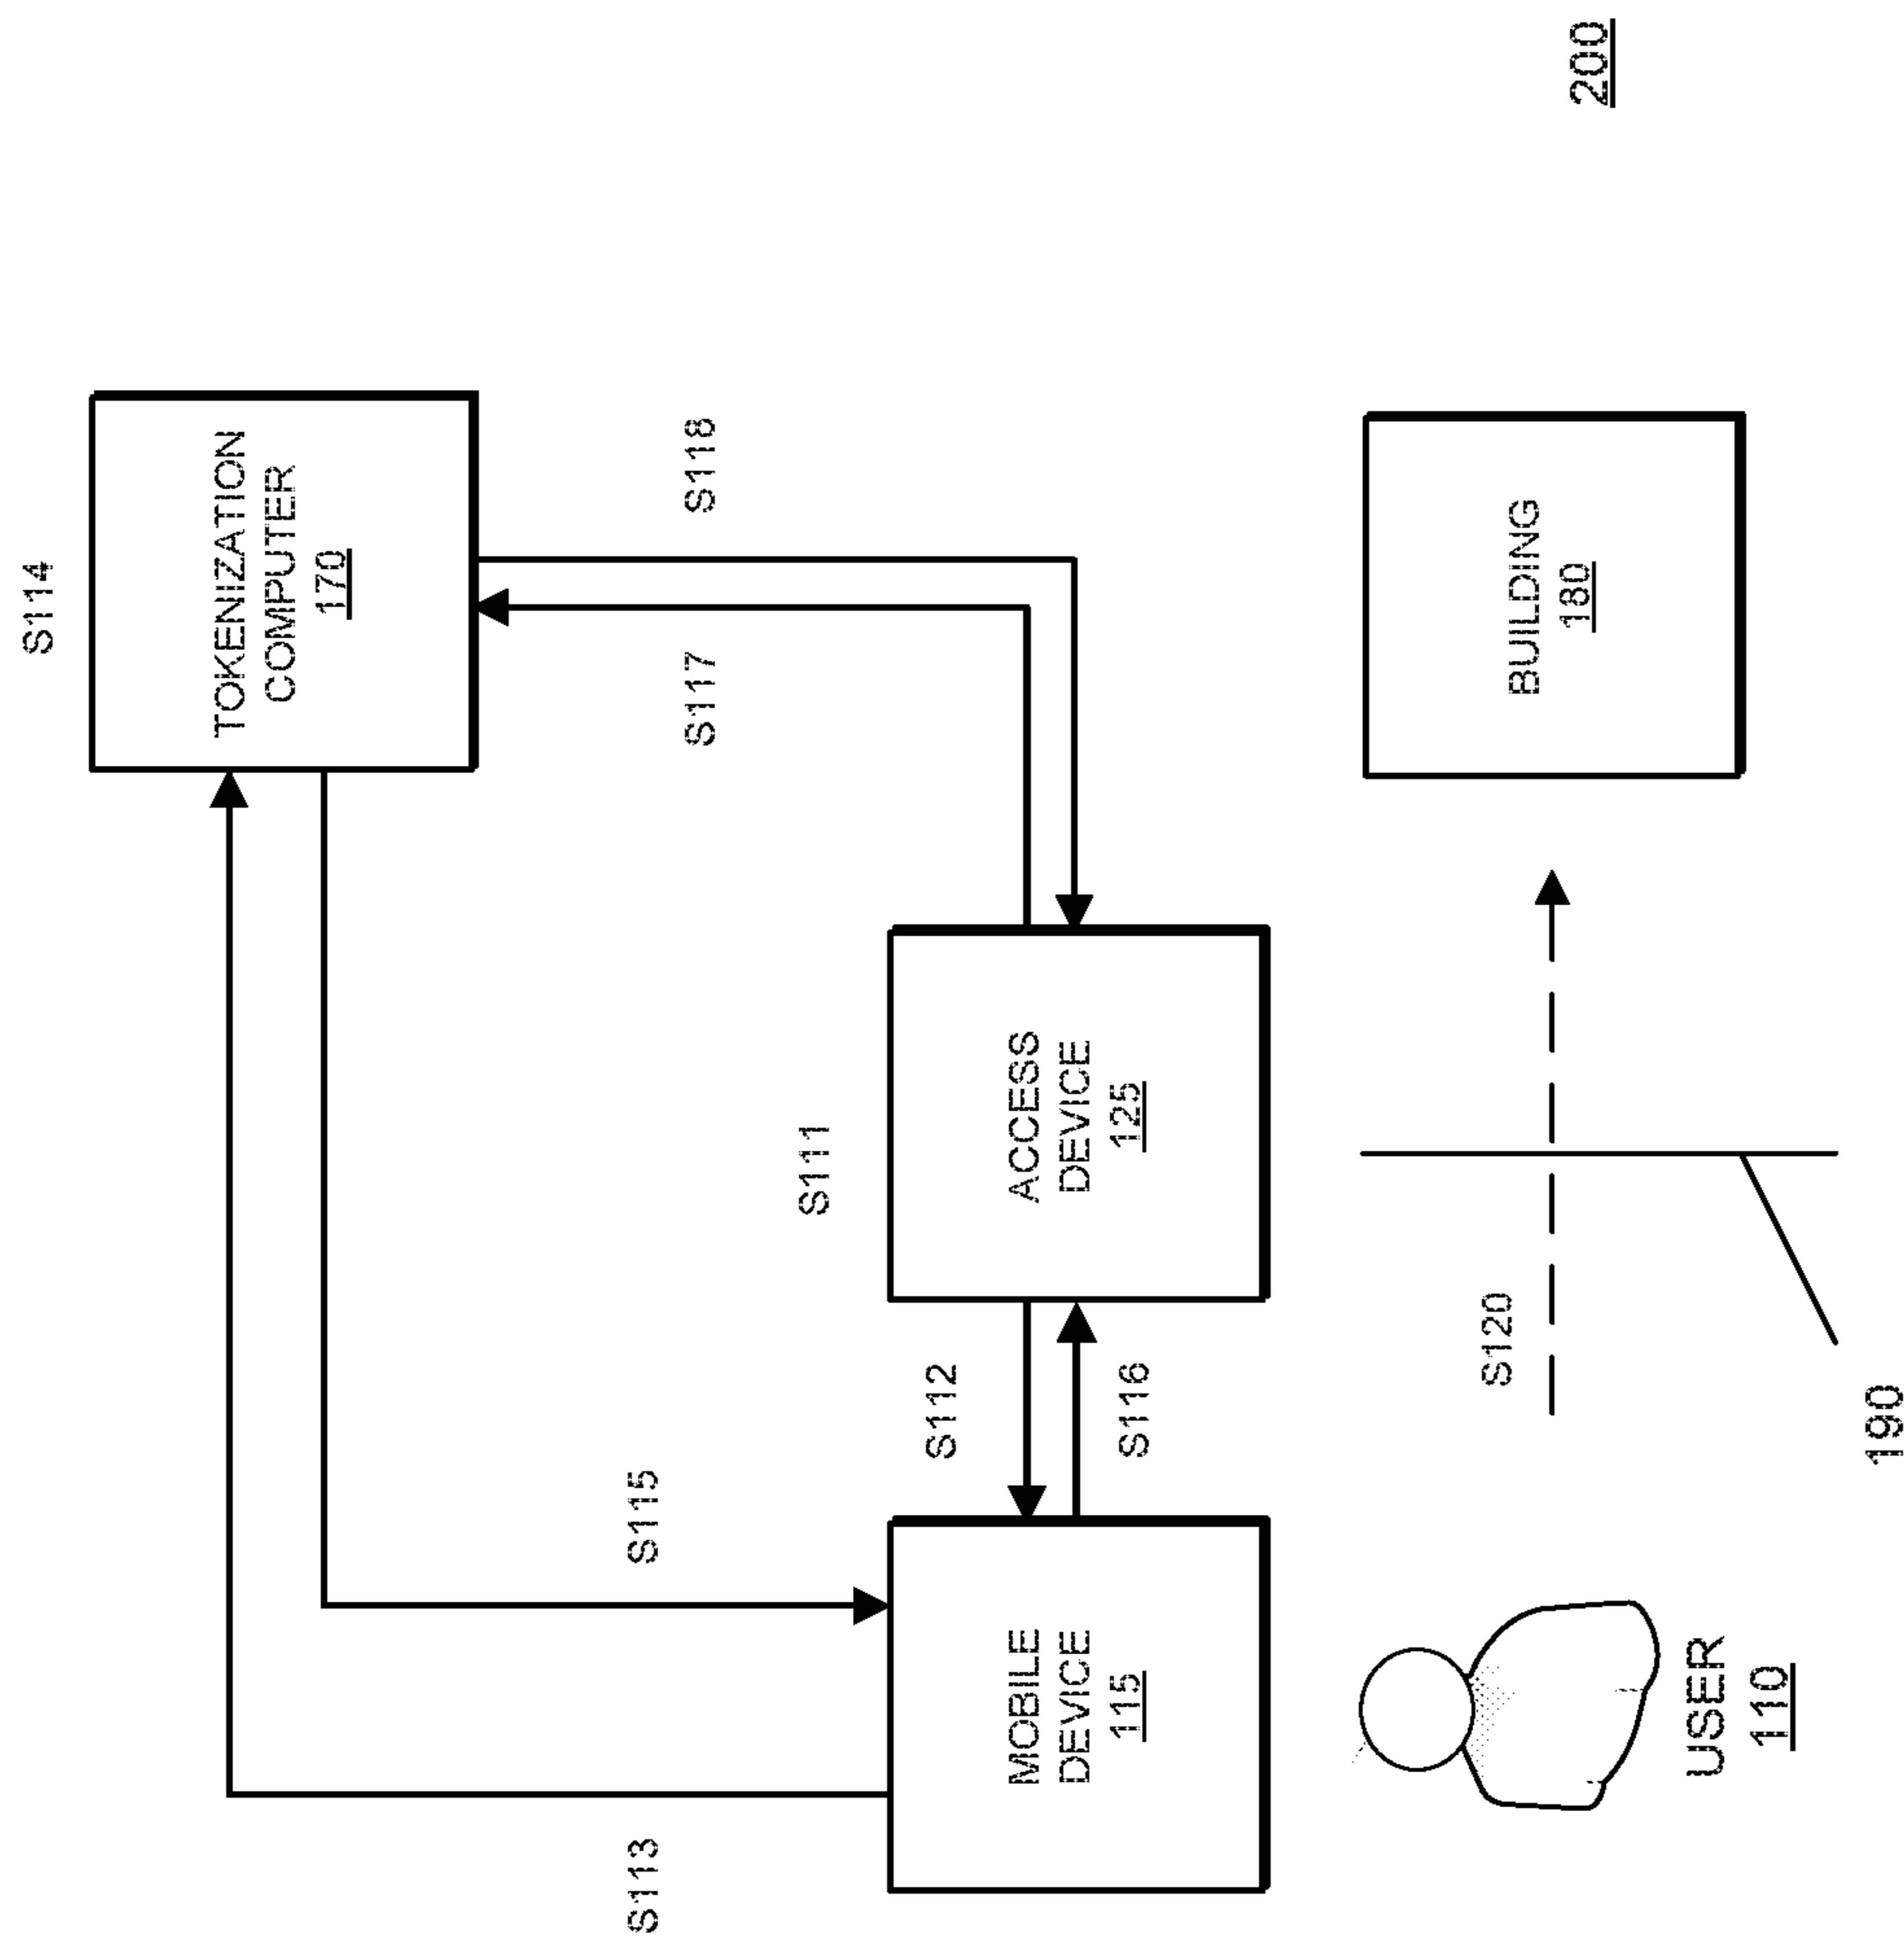 S114
TOKENIZATION
COMPUTER
170
S113
S115
S117
S118
S111
MOBILE
DEVICE
115
S112
S116
ACCESS
DEVICE
125
USER
110
S120
190
BUILDING
180
200